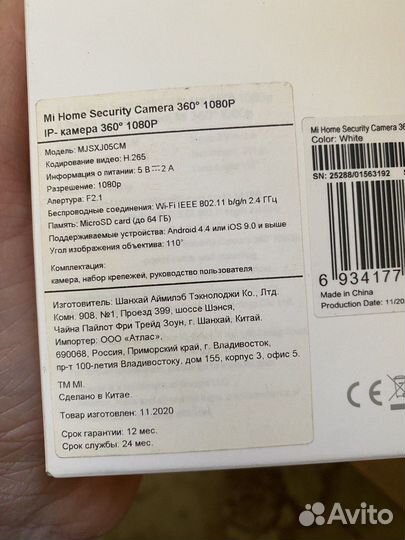 Mi Home Security Camera 360° 1080P
IP- камера 360° 1080P
Модель: MJSXJ05CM
Кодирование видео: H.265
Информация о питании: 5 В⎓2 А
Разрешение: 1080p
Апертура: F2.1
Беспроводные соединения: Wi-Fi IEEE 802.11 b/g/n 2.4 ГГц
Память: MicroSD card (до 64 ГБ)
Поддерживаемые устройства: Android 4.4 или iOS 9.0 и выше
Угол изображения объектива: 110°
Комплектация:
камера, набор крепежей, руководство пользователя
Изготовитель: Шанхай Аймилэб Тэкнолоджи Ко., Лтд.
Комн. 908, №1, Проезд 399, шоссе Шэнся,
Чайна Пайлот Фри Трейд Зоун, г. Шанхай, Китай.
Импортер: ООО «Атлас»,
690068, Россия, Приморский край, г. Владивосток,
пр-т 100-летия Владивостоку, дом 155, корпус 3, офис 5.
ТМ MI.
Сделано в Китае.
Товар изготовлен: 11.2020
Срок гарантии: 12 мес.
Срок службы: 24 мес.
Mi Home Security Camera 36
Color: White
SN: 25288/01563192
6 934177
Made in China
Production Date: 11/20
CE
Avito